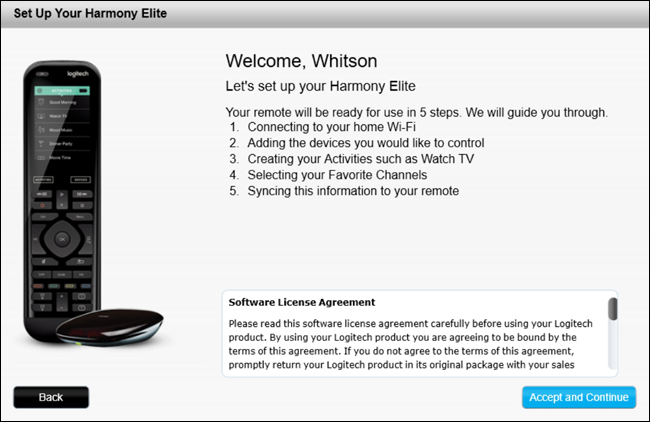 Set Up Your Harmony Elite
Welcome, Whitson
Let's set up your Harmony Elite
Your remote will be ready for use in 5 steps. We will guide you through.
1. Connecting to your home Wi-Fi
2. Adding the devices you would like to control
3. Creating your Activities such as Watch TV
4. Selecting your Favorite Channels
5. Syncing this information to your remote
logitech
ACTIVITIES
Good Morning
Watch TV
Mood Music
Dinner Party
Movie Time
ACTIVITIES DEVICES
OK
Software License Agreement
Please read this software license agreement carefully before using your Logitech
product. By using your Logitech product you are agreeing to be bound by the
terms of this agreement. If you do not agree to the terms of this agreement,
promptly return your Logitech product in its original package with your sales
Back
Accept and Continue